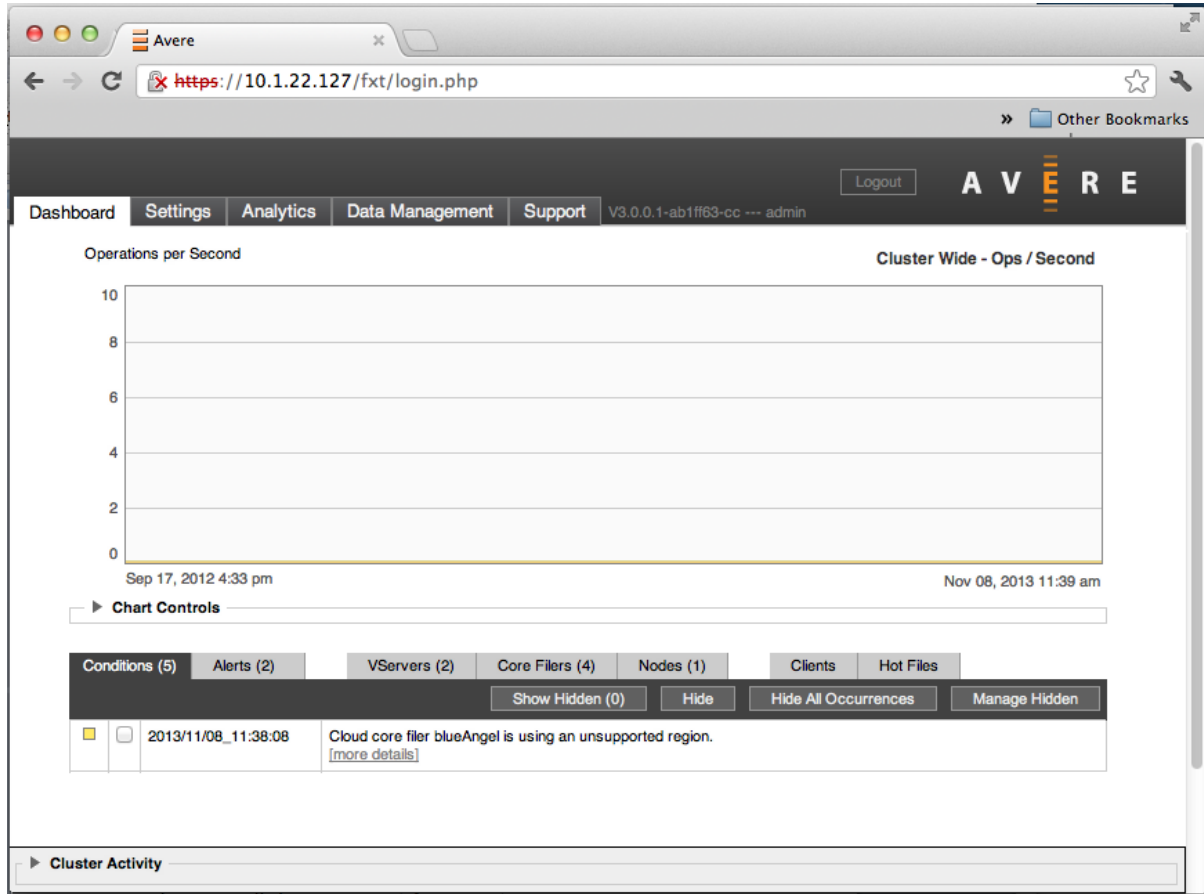 Avere
https://10.1.22.127/fxt/login.php
» Other Bookmarks
Logout
AVERE
Dashboard Settings Analytics Data Management Support V3.0.0.1-ab1ff63-cc --- admin
Operations per Second
Cluster Wide - Ops / Second
10
8
6
4
2
0
Sep 17, 2012 4:33 pm
Nov 08, 2013 11:39 am
Chart Controls
Conditions (5) Alerts (2) VServers (2) Core Filers (4) Nodes (1) Clients Hot Files
Show Hidden (0) Hide Hide All Occurrences Manage Hidden
2013/11/08_11:38:08 Cloud core filer blueAngel is using an unsupported region.
[more details]
Cluster Activity